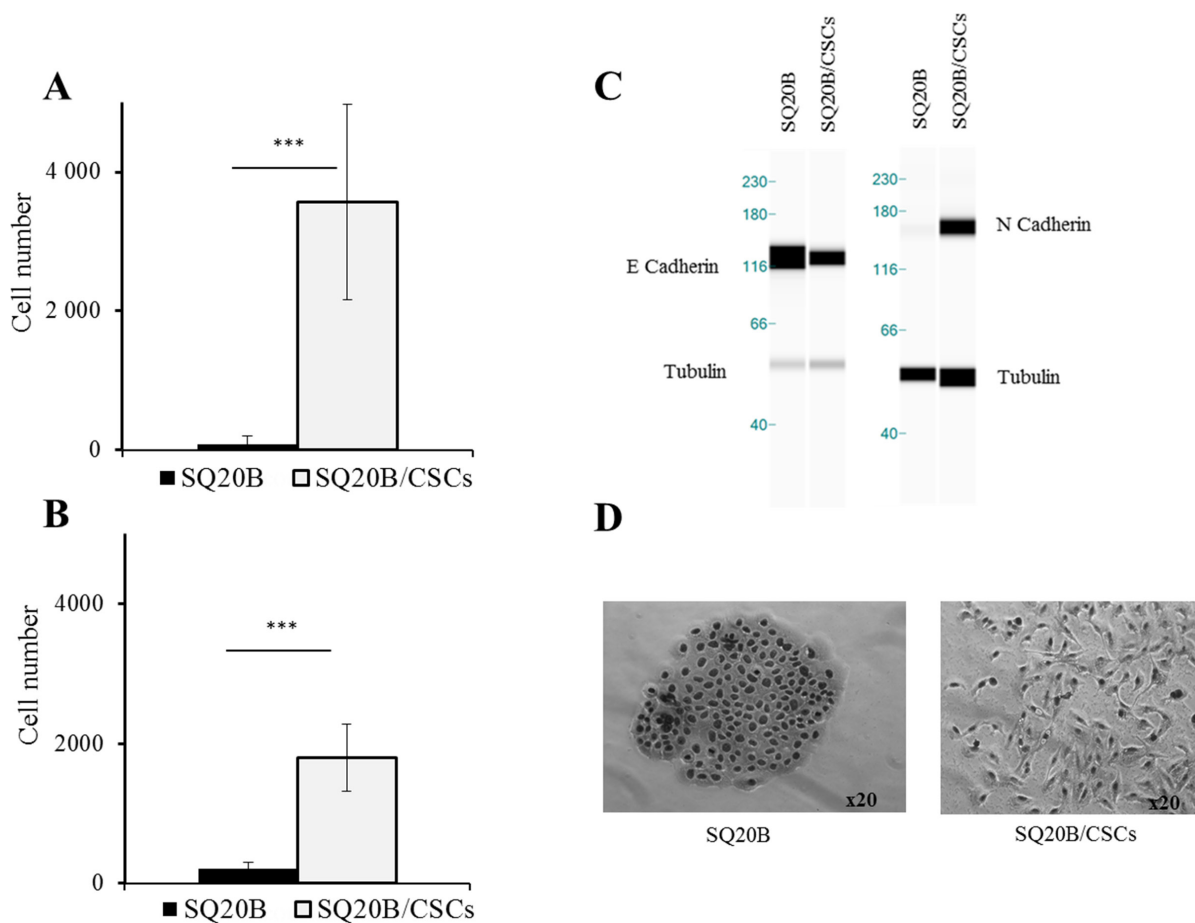 A
Cell number
4 000
2 000
0
***
SQ20B SQ20B/CSCs
B
Cell number
4000
2000
0
***
SQ20B SQ20B/CSCs
C
SQ20B
SQ20B/CSCs
SQ20B
SQ20B/CSCs
230
180
116
66
40
E Cadherin
Tubulin
230
180
116
66
40
N Cadherin
Tubulin
D
x20
SQ20B
x20
SQ20B/CSCs